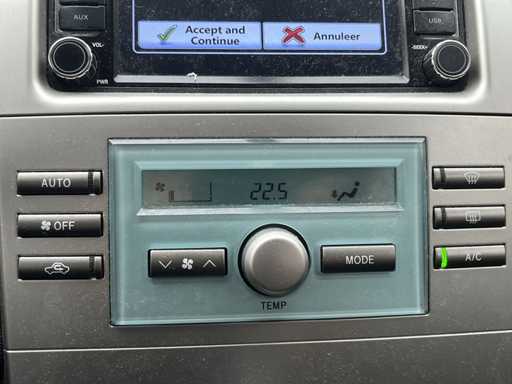 AUX
USB
Accept and
Continue
Annuleer
VOL-
-SEEK+
PWR
AUTO
22.5
OFF
A/C
MODE
TEMP